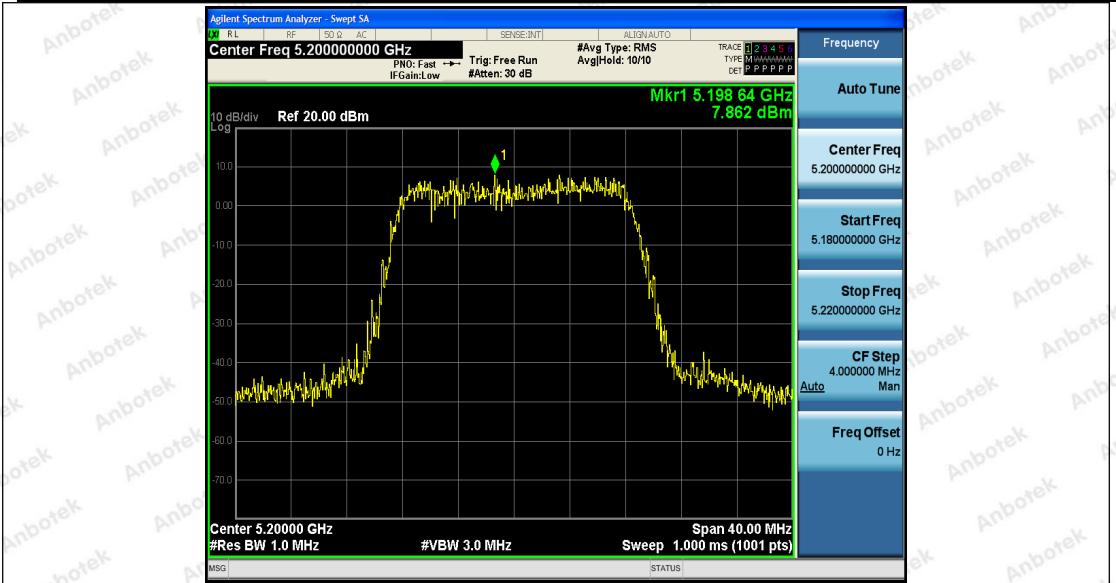 Agilent Spectrum Analyzer - Swept SA
RL RF 50 Ω AC SENSE:INT ALIGNAUTO
Center Freq 5.200000000 GHz
PNO: Fast
IFGain:Low
Trig: Free Run
#Atten: 30 dB
#Avg Type: RMS
Avg|Hold: 10/10
TRACE 1 2 3 4 5 6
TYPE M
DET P P P P P P
Mkr1 5.198 64 GHz
7.862 dBm
10 dB/div Ref 20.00 dBm
Log
1
10.0
0.00
-10.0
-20.0
-30.0
-40.0
-50.0
-60.0
-70.0
Center 5.20000 GHz Span 40.00 MHz
#Res BW 1.0 MHz #VBW 3.0 MHz Sweep 1.000 ms (1001 pts)
MSG STATUS
Frequency
Auto Tune
Center Freq
5.200000000 GHz
Start Freq
5.180000000 GHz
Stop Freq
5.220000000 GHz
CF Step
4.000000 MHz
Auto Man
Freq Offset
0 Hz
Anbotek